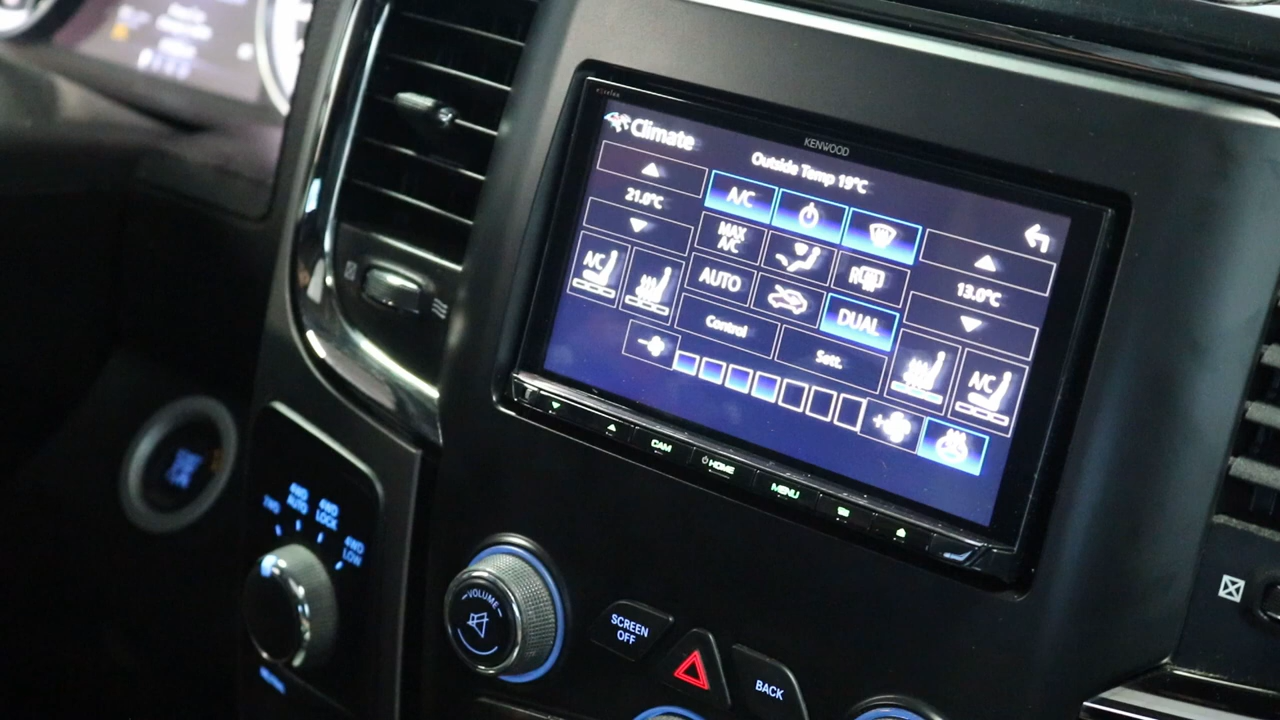 KENWOOD
Climate
Outside Temp 19°C
21.0°C
A/C
MAX
A/C
AUTO
R
DUAL
13.0°C
A/C
A/C
Control
Sett.
CAM
HOME
MENU
2WD
4WD
AUTO
4WD
LOCK
4WD
LOW
VOLUME
SCREEN
OFF
BACK